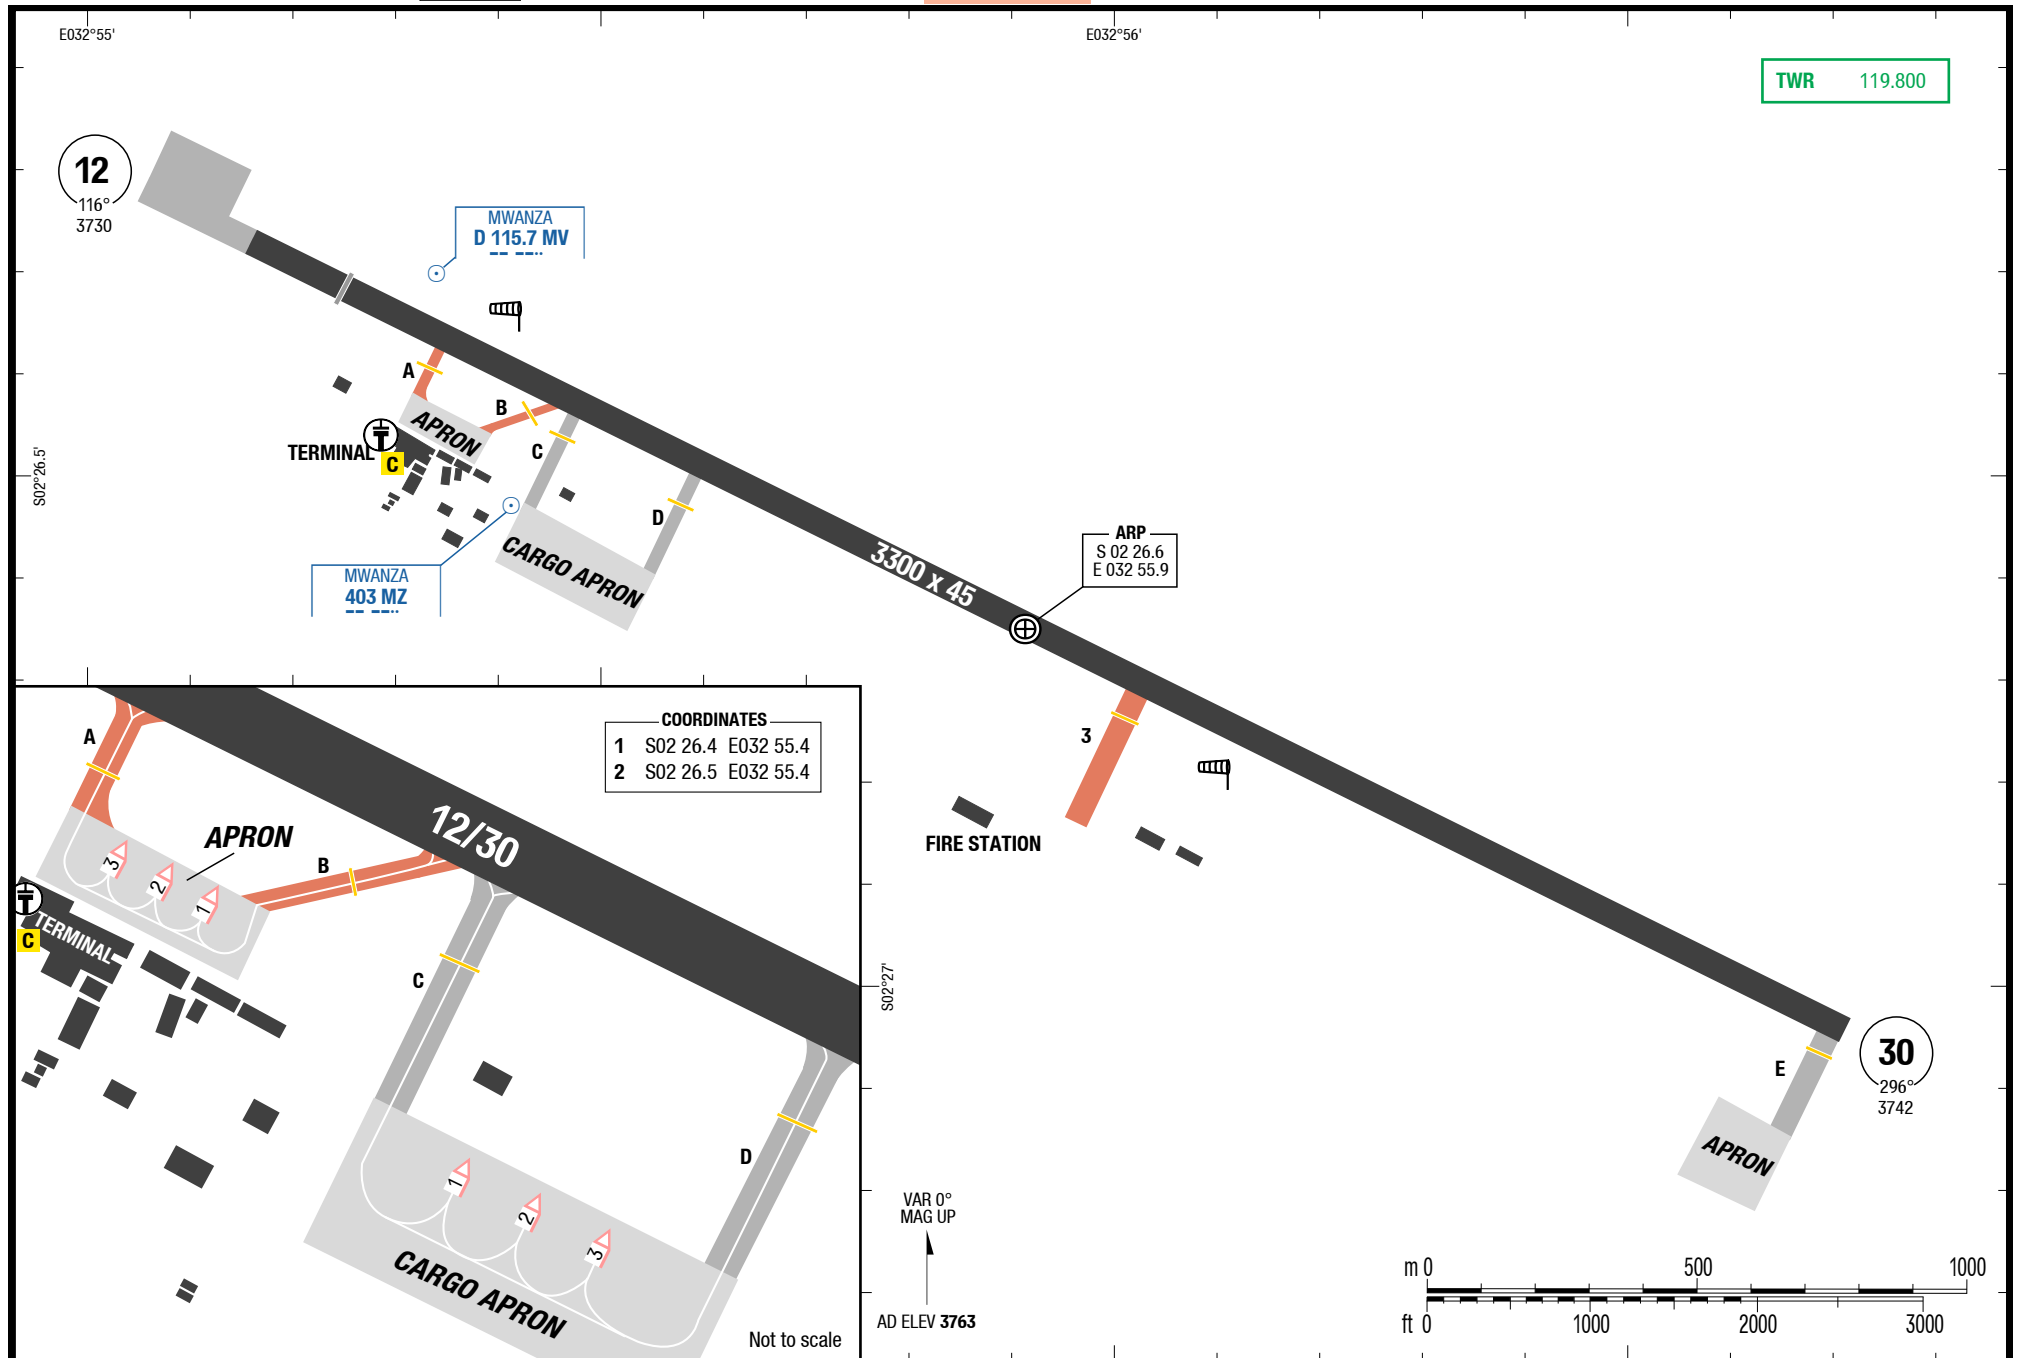 E032°55'
E032°56'
TWR 119.800
12
116°
3730
MWANZA
D 115.7 MV
A
B
C
D
APRON
TERMINAL
C
S02°26.5'
CARGO APRON
MWANZA
403 MZ
3300 x 45
ARP
S 02 26.6
E 032 55.9
3
FIRE STATION
COORDINATES
1 S02 26.4 E032 55.4
2 S02 26.5 E032 55.4
A
12/30
APRON
B
3
2
1
TERMINAL
C
C
D
1
2
3
CARGO APRON
Not to scale
S02°27'
E
30
296°
3742
APRON
VAR 0°
MAG UP
AD ELEV 3763
m 0 500 1000
ft 0 1000 2000 3000